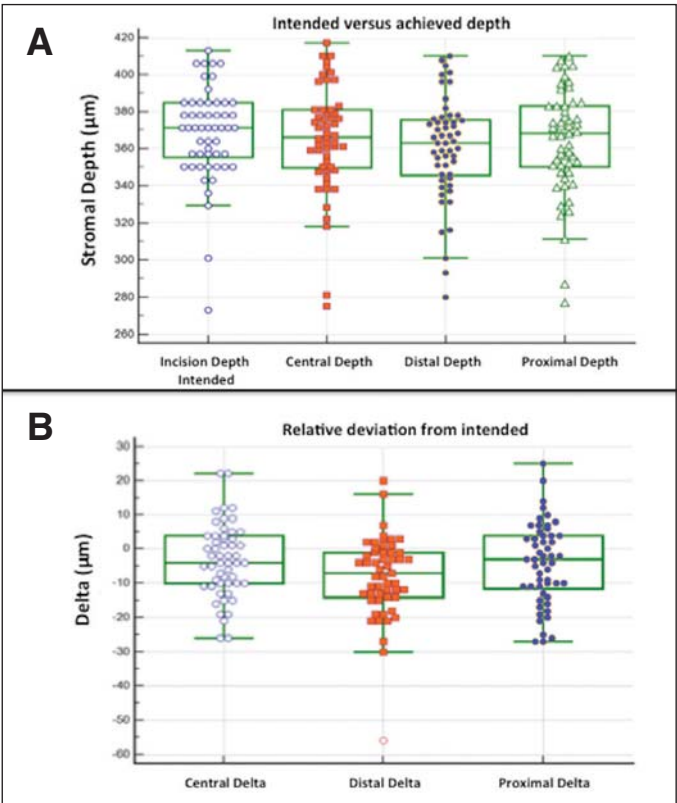 A
Intended versus achieved depth
Stromal Depth (µm)
420
400
380
360
340
320
300
280
260
Incision Depth Intended
Central Depth
Distal Depth
Proximal Depth
B
Relative deviation from intended
Delta (µm)
30
20
10
0
-10
-20
-30
-40
-50
-60
Central Delta
Distal Delta
Proximal Delta